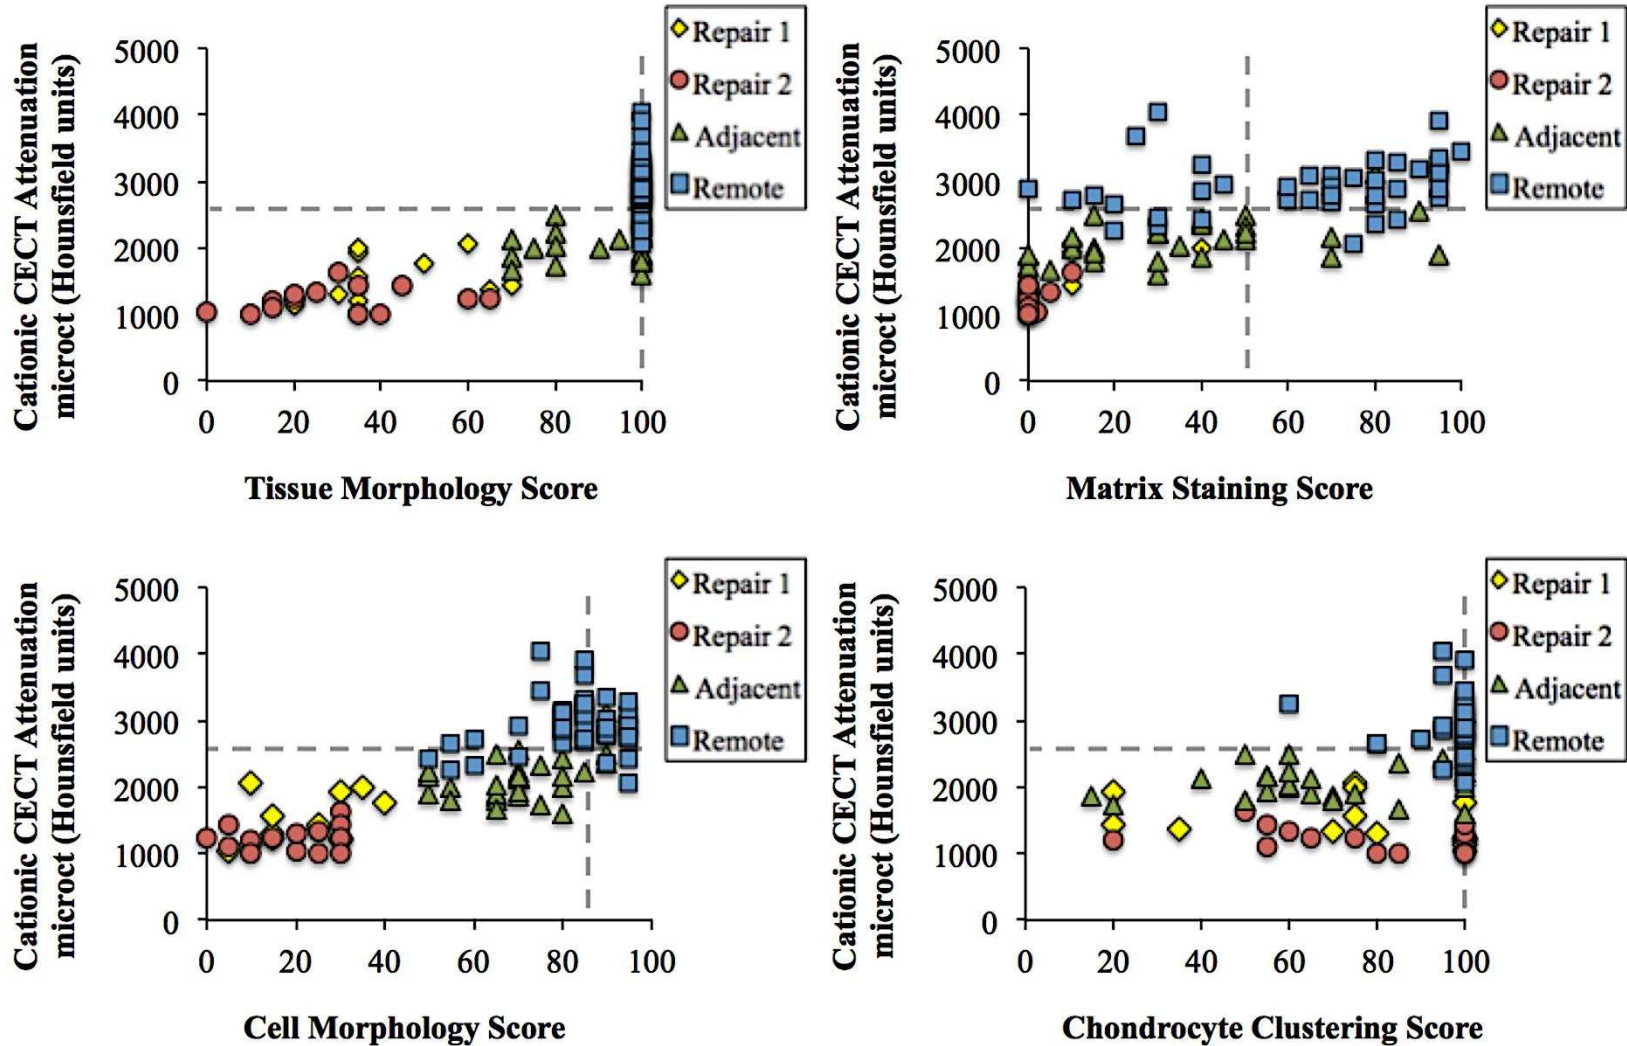 Cationic CECT Attenuation
microct (Hounsfield units)
5000
4000
3000
2000
1000
0
0 20 40 60 80 100
Tissue Morphology Score
Repair 1
Repair 2
Adjacent
Remote
Cationic CECT Attenuation
microct (Hounsfield units)
5000
4000
3000
2000
1000
0
0 20 40 60 80 100
Matrix Staining Score
Repair 1
Repair 2
Adjacent
Remote
Cationic CECT Attenuation
microct (Hounsfield units)
5000
4000
3000
2000
1000
0
0 20 40 60 80 100
Cell Morphology Score
Repair 1
Repair 2
Adjacent
Remote
Cationic CECT Attenuation
microct (Hounsfield units)
5000
4000
3000
2000
1000
0
0 20 40 60 80 100
Chondrocyte Clustering Score
Repair 1
Repair 2
Adjacent
Remote